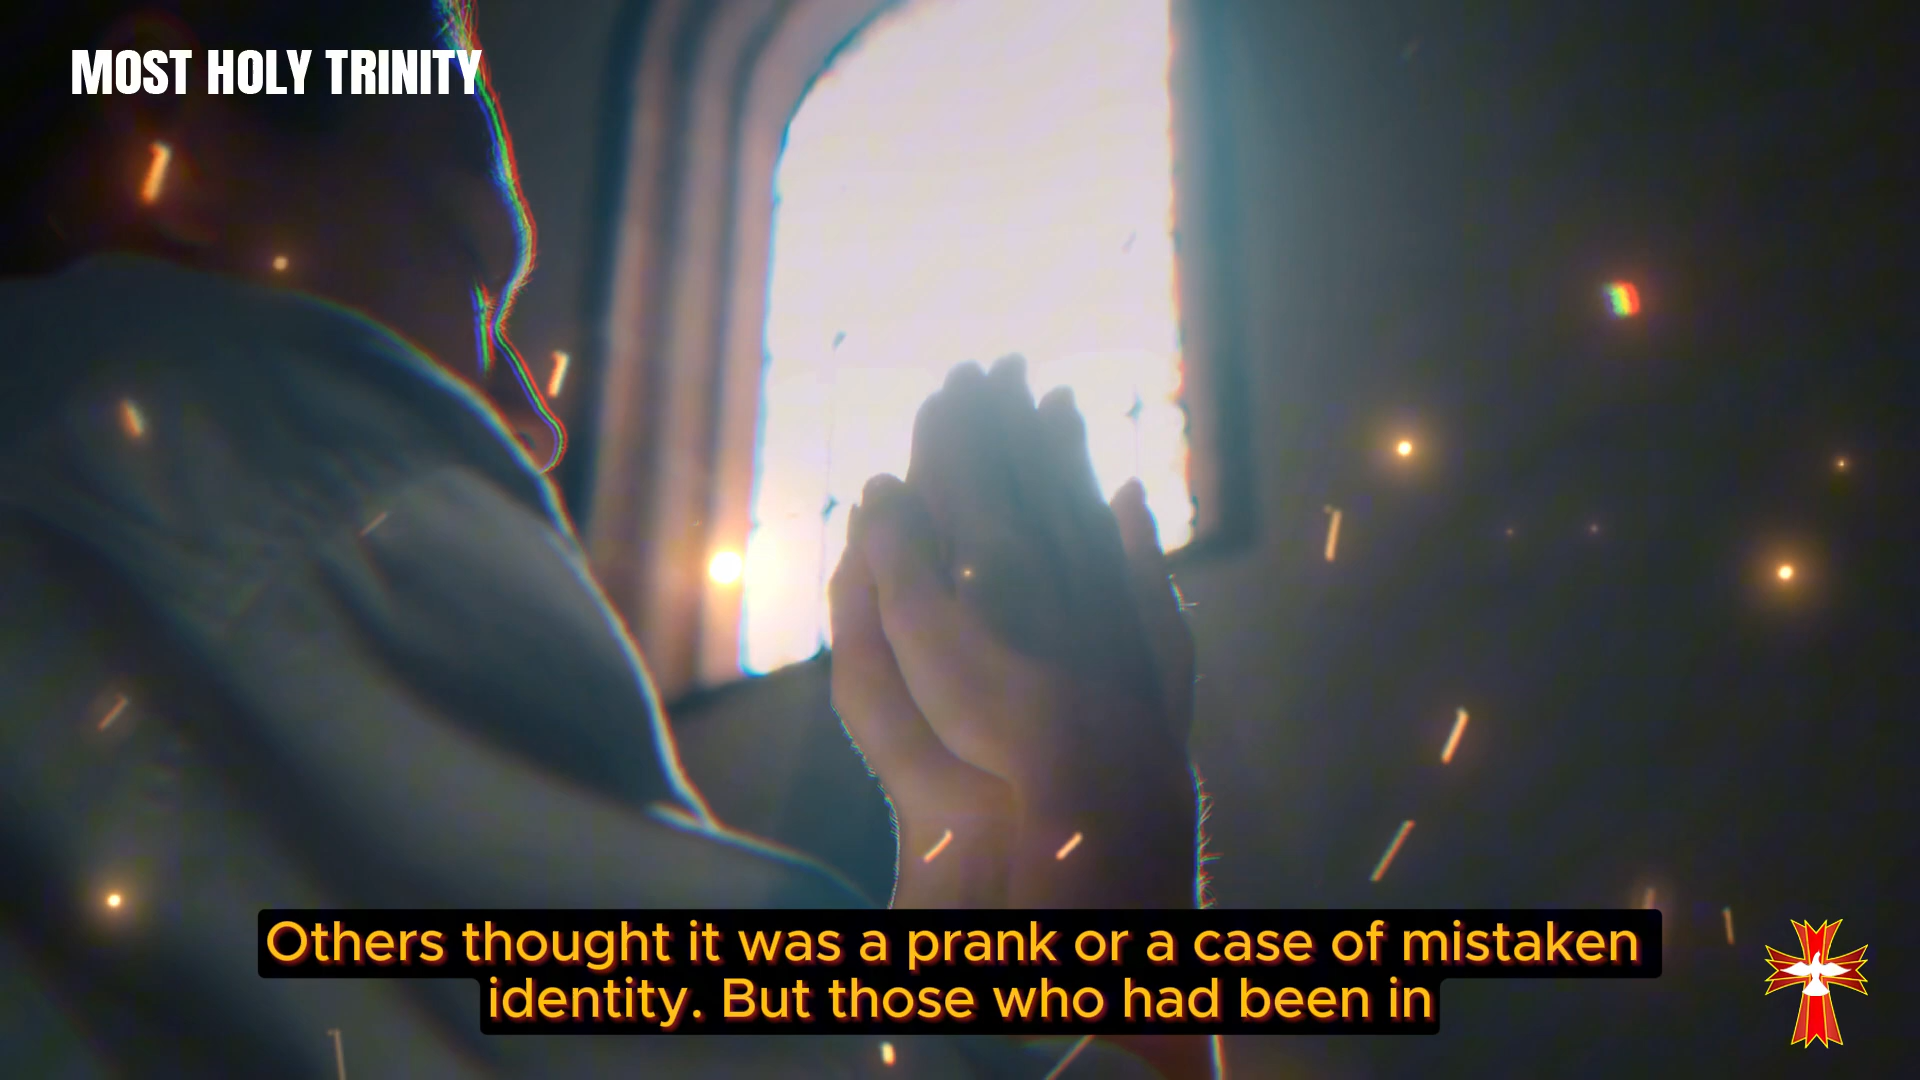 MOST HOLY TRINITY
Others thought it was a prank or a case of mistaken
identity. But those who had been in